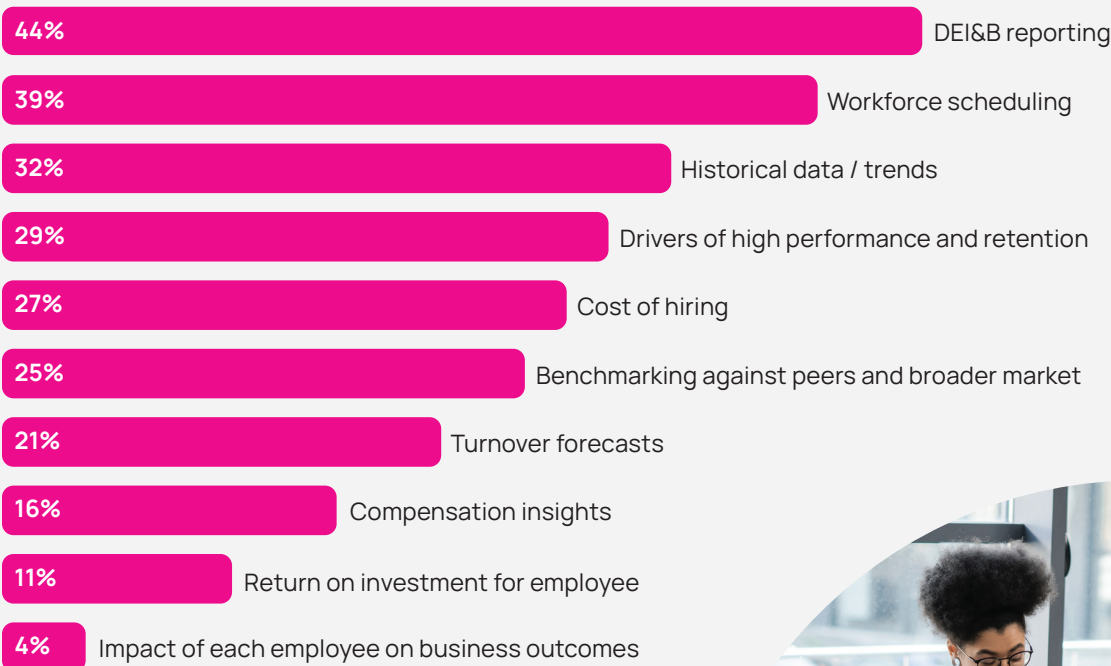 44% DEI&B reporting
39% Workforce scheduling
32% Historical data / trends
29% Drivers of high performance and retention
27% Cost of hiring
25% Benchmarking against peers and broader market
21% Turnover forecasts
16% Compensation insights
11% Return on investment for employee
4% Impact of each employee on business outcomes